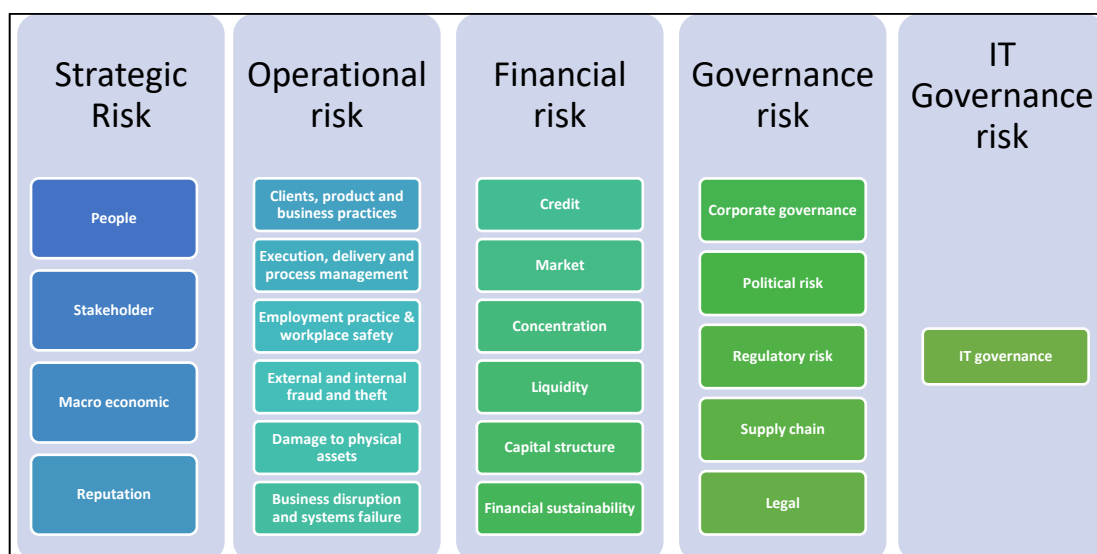 Strategic
Risk
People
Stakeholder
Macro economic
Reputation
Operational
risk
Clients, product and
business practices
Execution, delivery and
process management
Employment practice &
workplace safety
External and internal
fraud and theft
Damage to physical
assets
Business disruption
and systems failure
Financial
risk
Credit
Market
Concentration
Liquidity
Capital structure
Financial sustainability
Governance
risk
Corporate governance
Political risk
Regulatory risk
Supply chain
Legal
IT
Governance
risk
IT governance